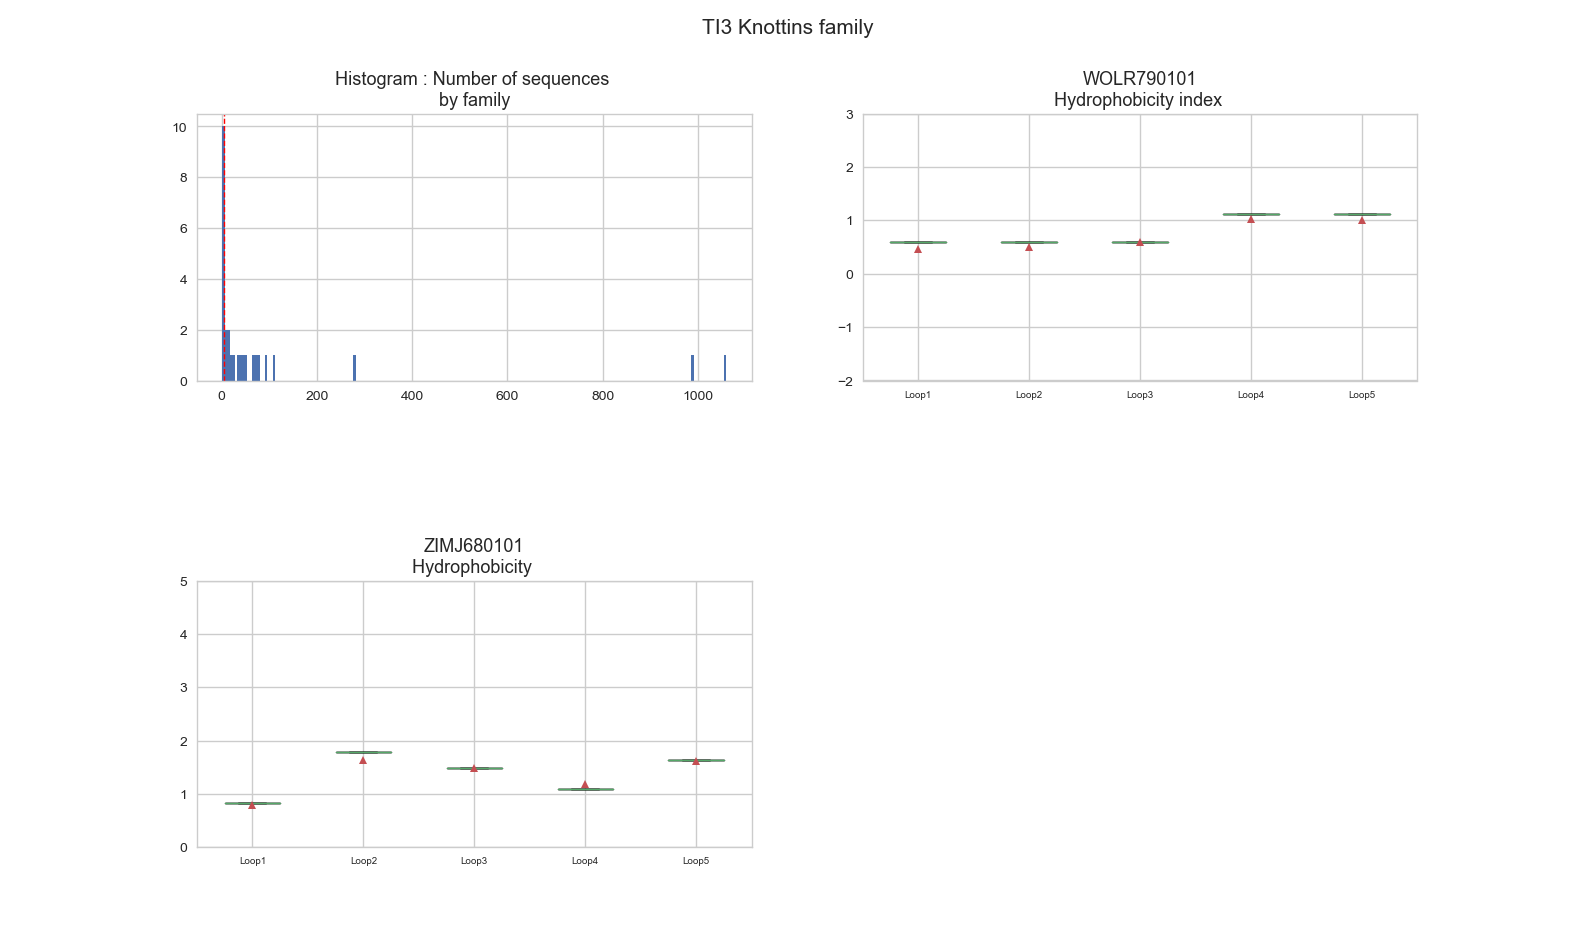 TI3 Knottins family
Histogram : Number of sequences
by family
10
8
6
4
2
0
0 200 400 600 800 1000
WOLR790101
Hydrophobicity index
3
2
1
0
−1
−2
Loop1 Loop2 Loop3 Loop4 Loop5
ZIMJ680101
Hydrophobicity
5
4
3
2
1
0
Loop1 Loop2 Loop3 Loop4 Loop5